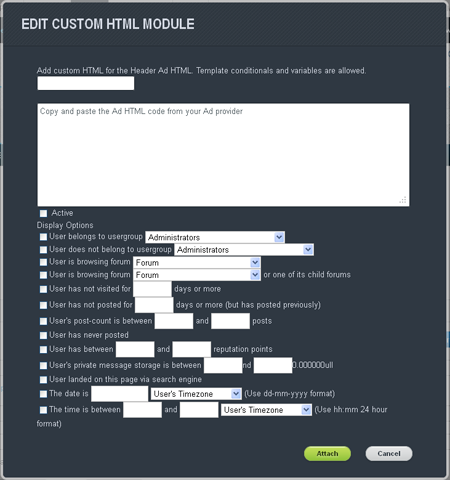 EDIT CUSTOM HTML MODULE
Add custom HTML for the Header Ad HTML. Template conditionals and variables are allowed.
Copy and paste the Ad HTML code from your Ad provider
Active
Display Options
User belongs to usergroup Administrators
User does not belong to usergroup Administrators
User is browsing forum Forum
User is browsing forum Forum or one of its child forums
User has not visited for days or more
User has not posted for days or more (but has posted previously)
User's post-count is between and posts
User has never posted
User has between and reputation points
User's private message storage is between nd 0.000000ull
User landed on this page via search engine
The date is User's Timezone (Use dd-mm-yyyy format)
The time is between and User's Timezone (Use hh:mm 24 hour
format)
Attach Cancel